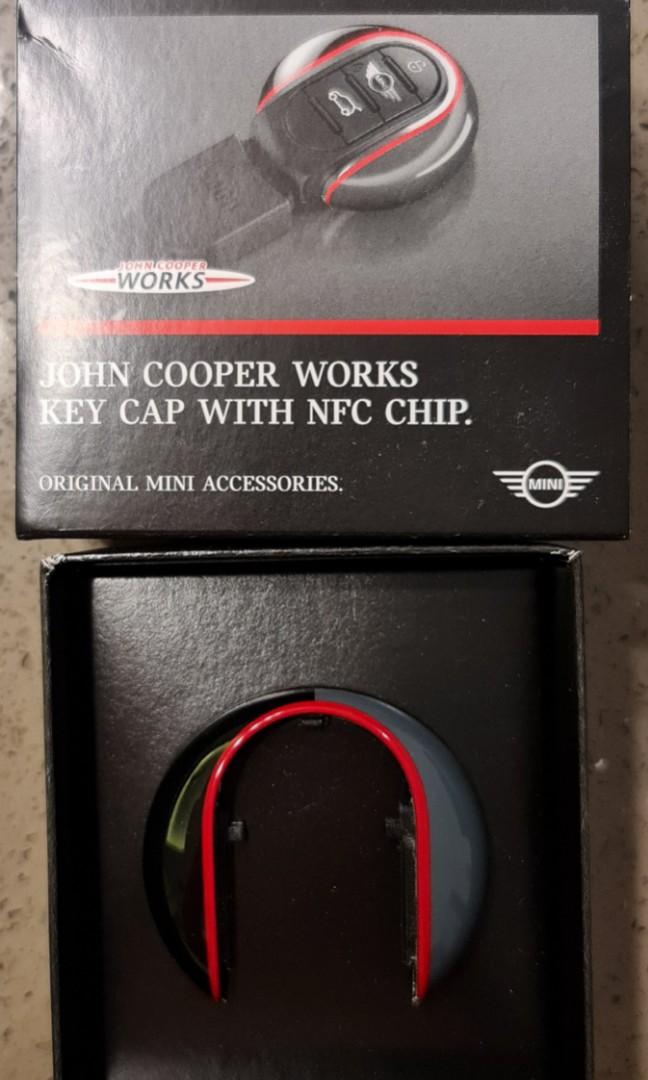 JOHN COOPER
WORKS
JOHN COOPER WORKS
KEY CAP WITH NFC CHIP.
ORIGINAL MINI ACCESSORIES.
MINI